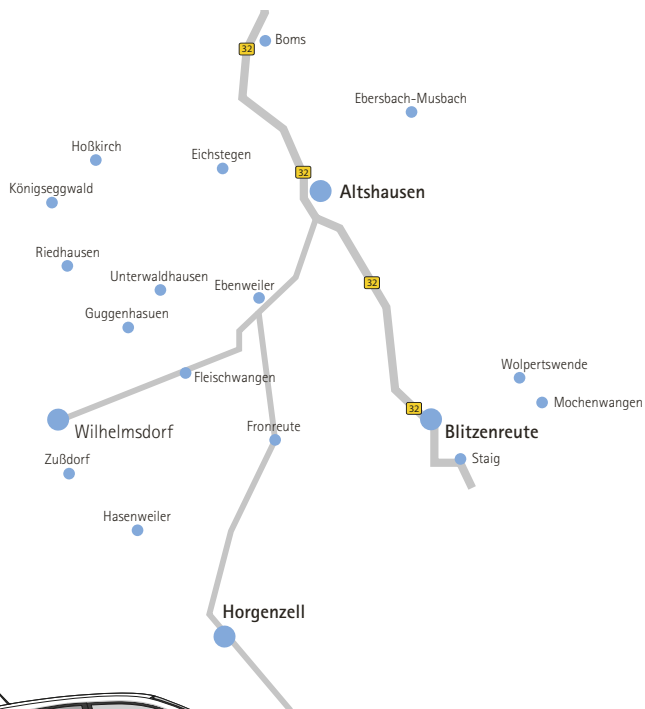 32
Boms
Ebersbach-Musbach
Hoßkirch
Eichstegen
32
Königseggwald
Altshausen
Riedhausen
Unterwaldhausen
Ebenweiler
32
Guggenhasuen
Wolpertswende
Fleischwangen
Mochenwangen
32
Fronreute
Wilhelmsdorf
Blitzenreute
Zußdorf
Staig
Hasenweiler
Horgenzell